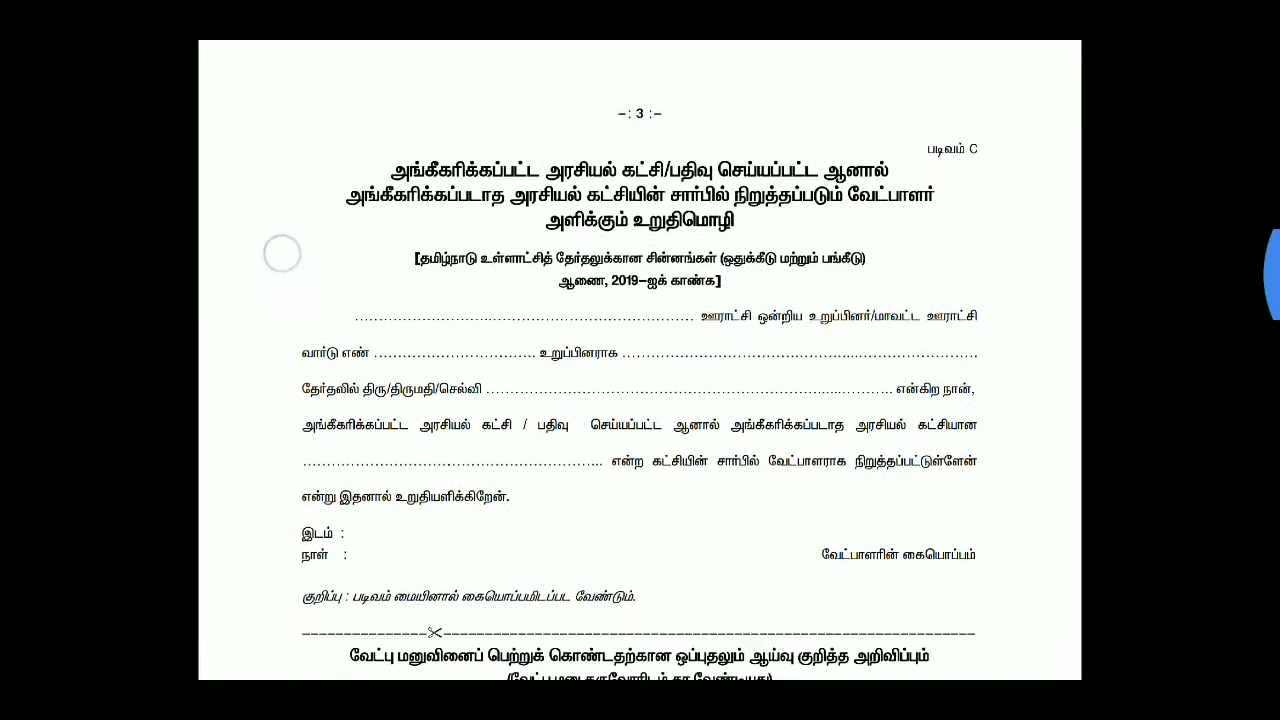 –: 3 :–
படிவம் C
அங்கீகரிக்கப்பட்ட அரசியல் கட்சி/பதிவு செய்யப்பட்ட ஆனால்
அங்கீகரிக்கப்படாத அரசியல் கட்சியின் சார்பில் நிறுத்தப்படும் வேட்பாளர்
அளிக்கும் உறுதிமொழி
[தமிழ்நாடு உள்ளாட்சித் தேர்தலுக்கான சின்னங்கள் (ஒதுக்கீடு மற்றும் பங்கீடு)
ஆணை, 2019–ஐக் காண்க]
.................................................................... ஊராட்சி ஒன்றிய உறுப்பினர்/மாவட்ட ஊராட்சி
வார்டு எண் ................................. உறுப்பினராக .......................................................................
தேர்தலில் திரு/திருமதி/செல்வி .................................................................................. என்கிற நான்,
அங்கீகரிக்கப்பட்ட அரசியல் கட்சி / பதிவு செய்யப்பட்ட ஆனால் அங்கீகரிக்கப்படாத அரசியல் கட்சியான
............................................................. என்ற கட்சியின் சார்பில் வேட்பாளராக நிறுத்தப்பட்டுள்ளேன்
என்று இதனால் உறுதியளிக்கிறேன்.
இடம் :
நாள் : வேட்பாளரின் கையொப்பம்
குறிப்பு : படிவம் மையினால் கையொப்பமிடப்பட வேண்டும்.
வேட்பு மனுவினைப் பெற்றுக் கொண்டதற்கான ஒப்புதலும் ஆய்வு குறித்த அறிவிப்பும்